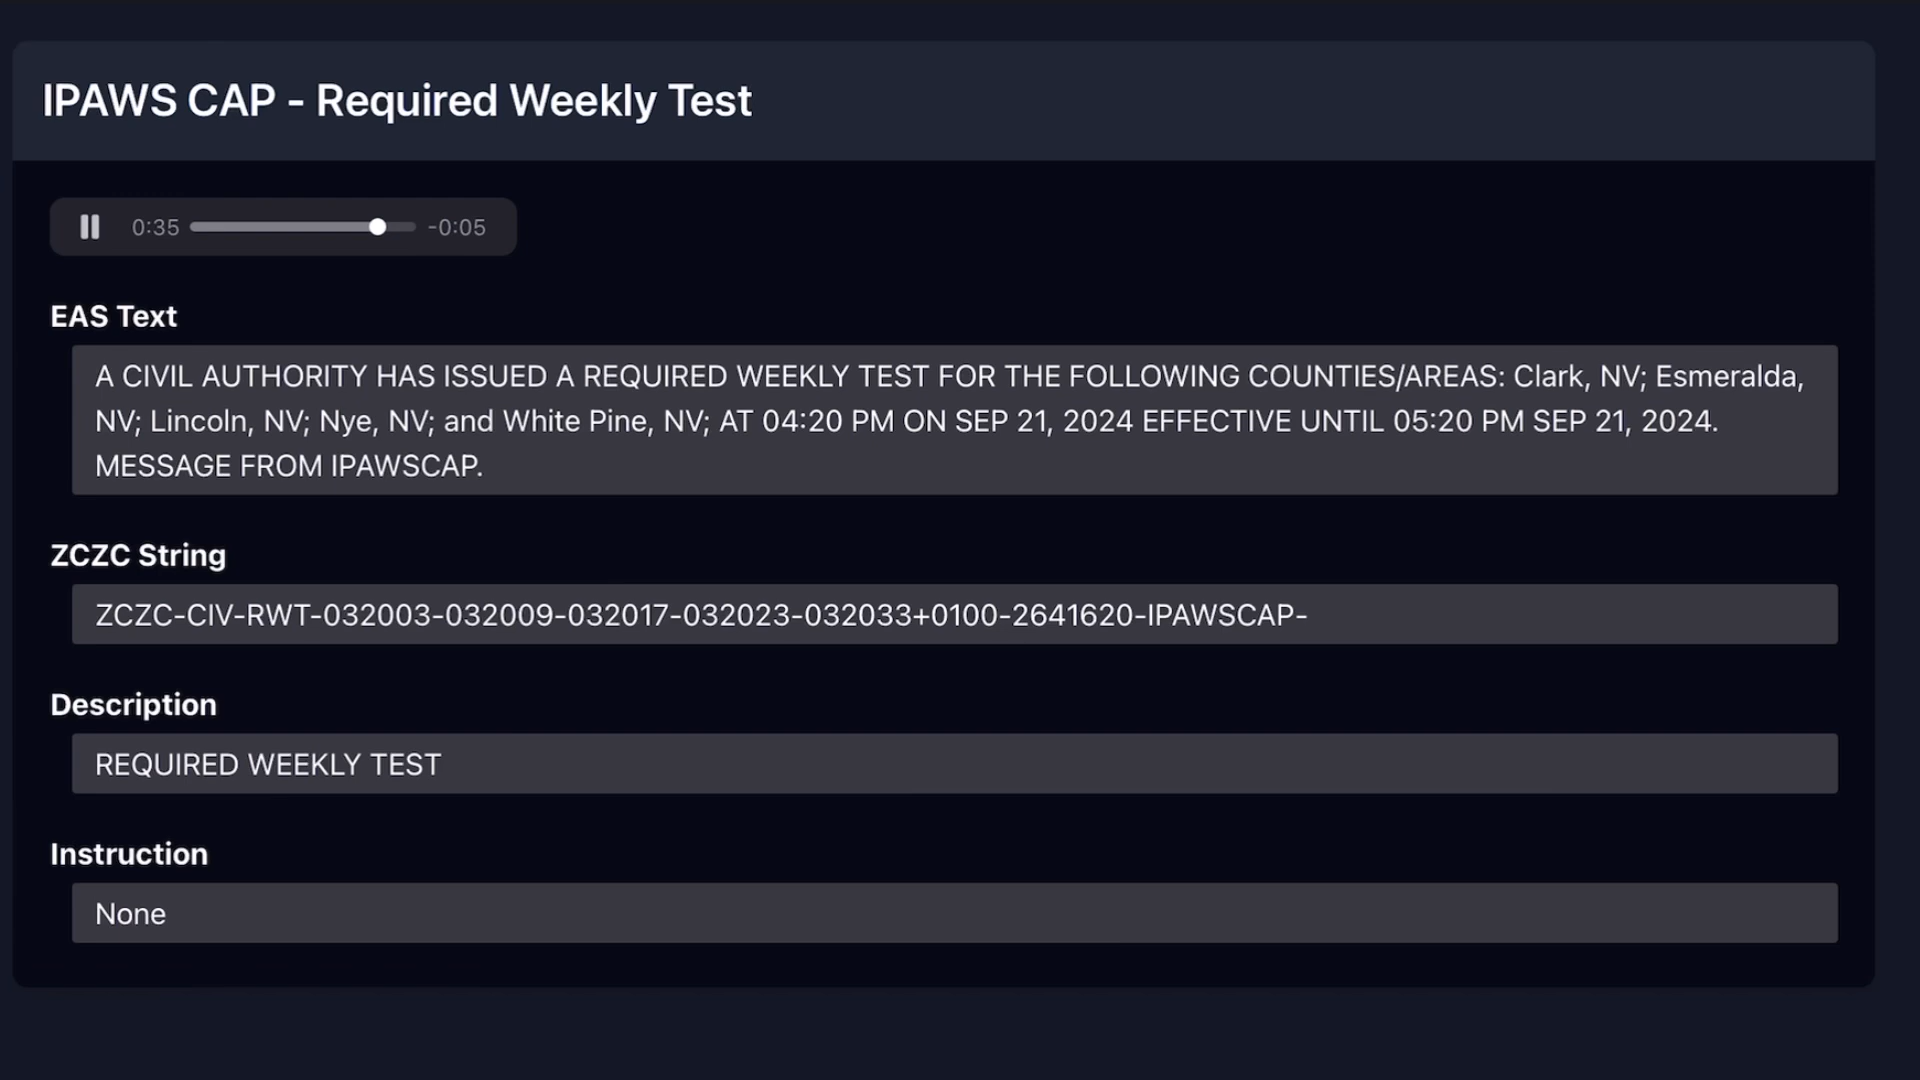 IPAWS CAP - Required Weekly Test
0:35 -0:05
EAS Text
A CIVIL AUTHORITY HAS ISSUED A REQUIRED WEEKLY TEST FOR THE FOLLOWING COUNTIES/AREAS: Clark, NV; Esmeralda,
NV; Lincoln, NV; Nye, NV; and White Pine, NV; AT 04:20 PM ON SEP 21, 2024 EFFECTIVE UNTIL 05:20 PM SEP 21, 2024.
MESSAGE FROM IPAWSCAP.
ZCZC String
ZCZC-CIV-RWT-032003-032009-032017-032023-032033+0100-2641620-IPAWSCAP-
Description
REQUIRED WEEKLY TEST
Instruction
None